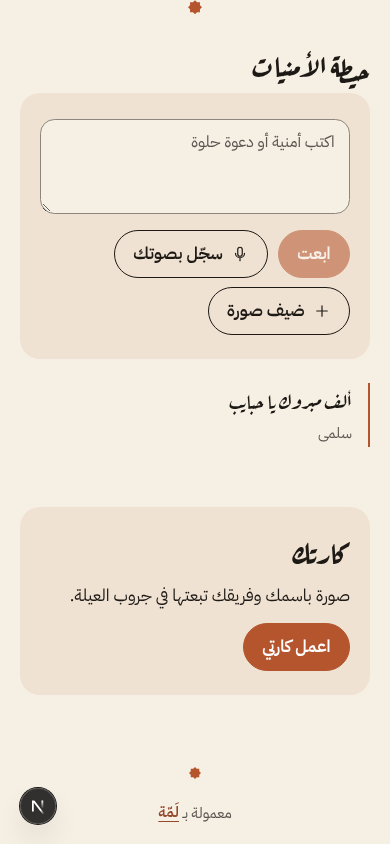 حيطة الأمنيات
اكتب أمنية أو دعوة حلوة
ابعت
سجّل بصوتك
ضيف صورة
ألف مبروك يا حبايب
سلمى
كارتك
صورة باسمك وفريقك تبعتها في جروب العيلة.
اعمل كارتي
معمولة بـ لَمّة
N